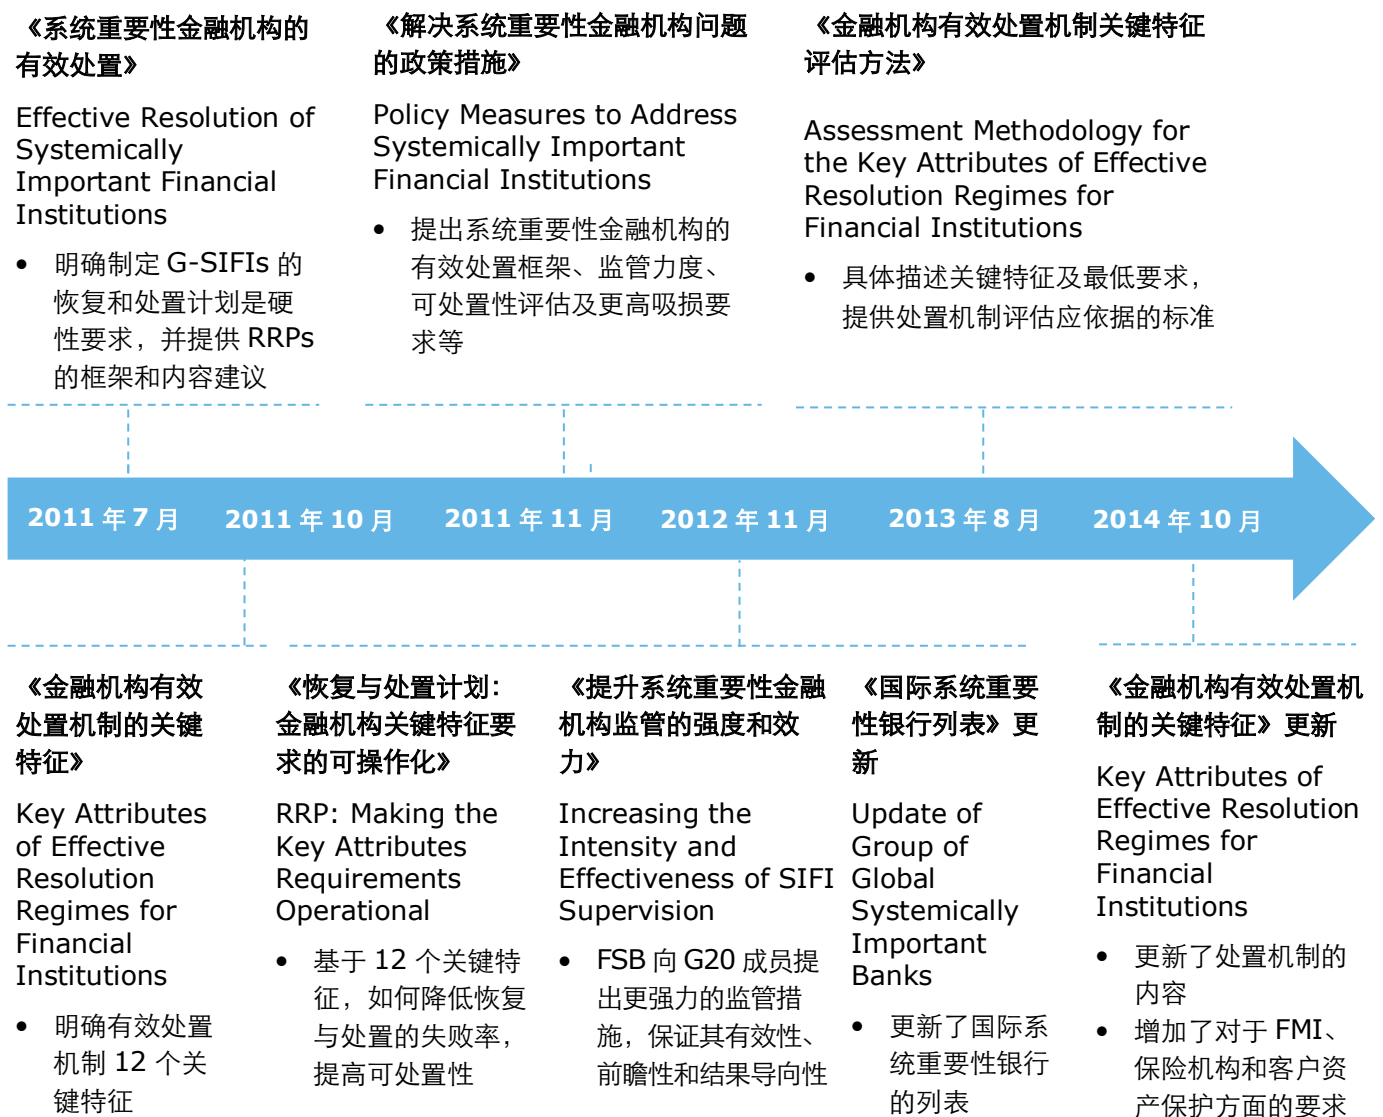 《系统重要性金融机构的
有效处置》
Effective Resolution of
Systemically
Important Financial
Institutions
• 明确制定 G-SIFIs 的
恢复和处置计划是硬
性要求，并提供 RRPs
的框架和内容建议
《解决系统重要性金融机构问题
的政策措施》
Policy Measures to Address
Systemically Important
Financial Institutions
• 提出系统重要性金融机构的
有效处置框架、监管力度、
可处置性评估及更高吸损要
求等
《金融机构有效处置机制关键特征
评估方法》
Assessment Methodology for
the Key Attributes of Effective
Resolution Regimes for
Financial Institutions
• 具体描述关键特征及最低要求，
提供处置机制评估应依据的标准
2011 年 7 月
2011 年 10 月
2011 年 11 月
2012 年 11 月
2013 年 8 月
2014 年 10 月
《金融机构有效
处置机制的关键
特征》
Key Attributes
of Effective
Resolution
Regimes for
Financial
Institutions
• 明确有效处置
机制 12 个关
键特征
《恢复与处置计划：
金融机构关键特征要
求的可操作化》
RRP: Making the
Key Attributes
Requirements
Operational
• 基于 12 个关键特
征，如何降低恢复
与处置的失败率，
提高可处置性
《提升系统重要性金融
机构监管的强度和效
力》
Increasing the
Intensity and
Effectiveness of SIFI
Supervision
• FSB 向 G20 成员提
出更强力的监管措
施，保证其有效性、
前瞻性和结果导向性
《国际系统重要
性银行列表》更
新
Update of
Group of
Global
Systemically
Important
Banks
• 更新了国际系
统重要性银行
的列表
《金融机构有效处置机
制的关键特征》更新
Key Attributes of
Effective Resolution
Regimes for
Financial
Institutions
• 更新了处置机制的
内容
• 增加了对于 FMI、
保险机构和客户资
产保护方面的要求